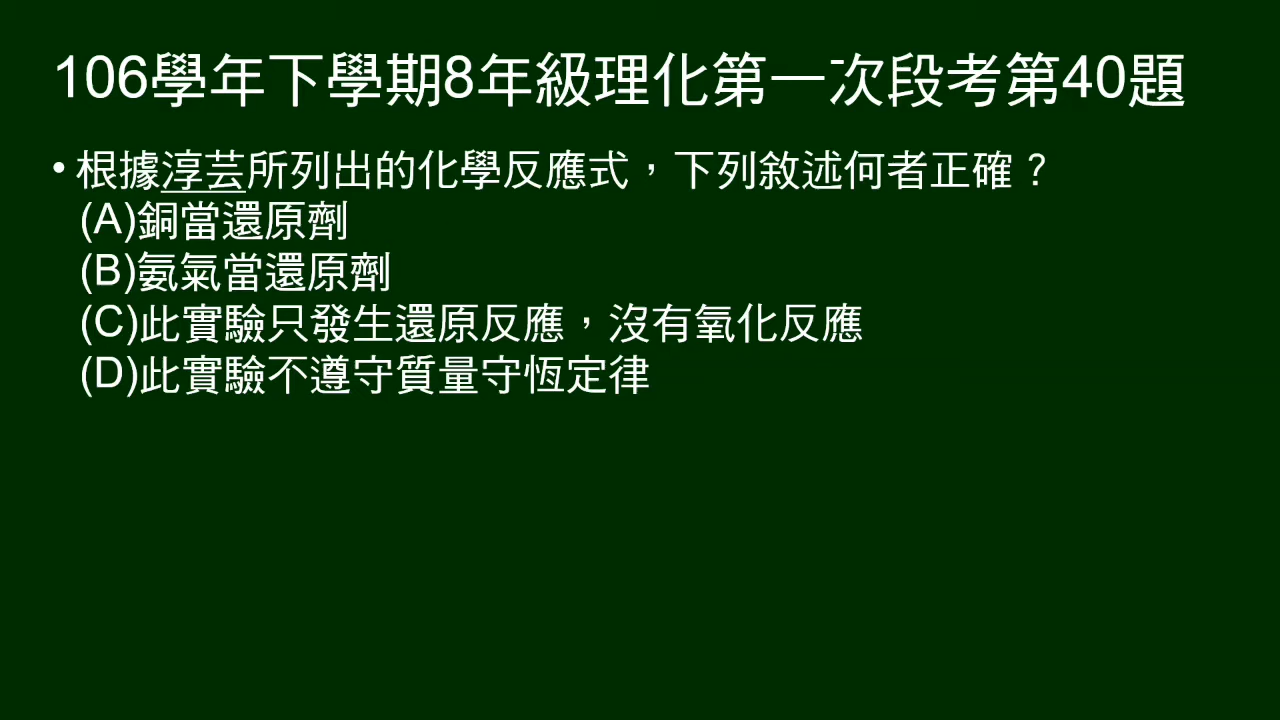 106學年下學期8年級理化第一次段考第40題
• 根據淳芸所列出的化學反應式，下列敘述何者正確？
(A)銅當還原劑
(B)氨氣當還原劑
(C)此實驗只發生還原反應，沒有氧化反應
(D)此實驗不遵守質量守恆定律